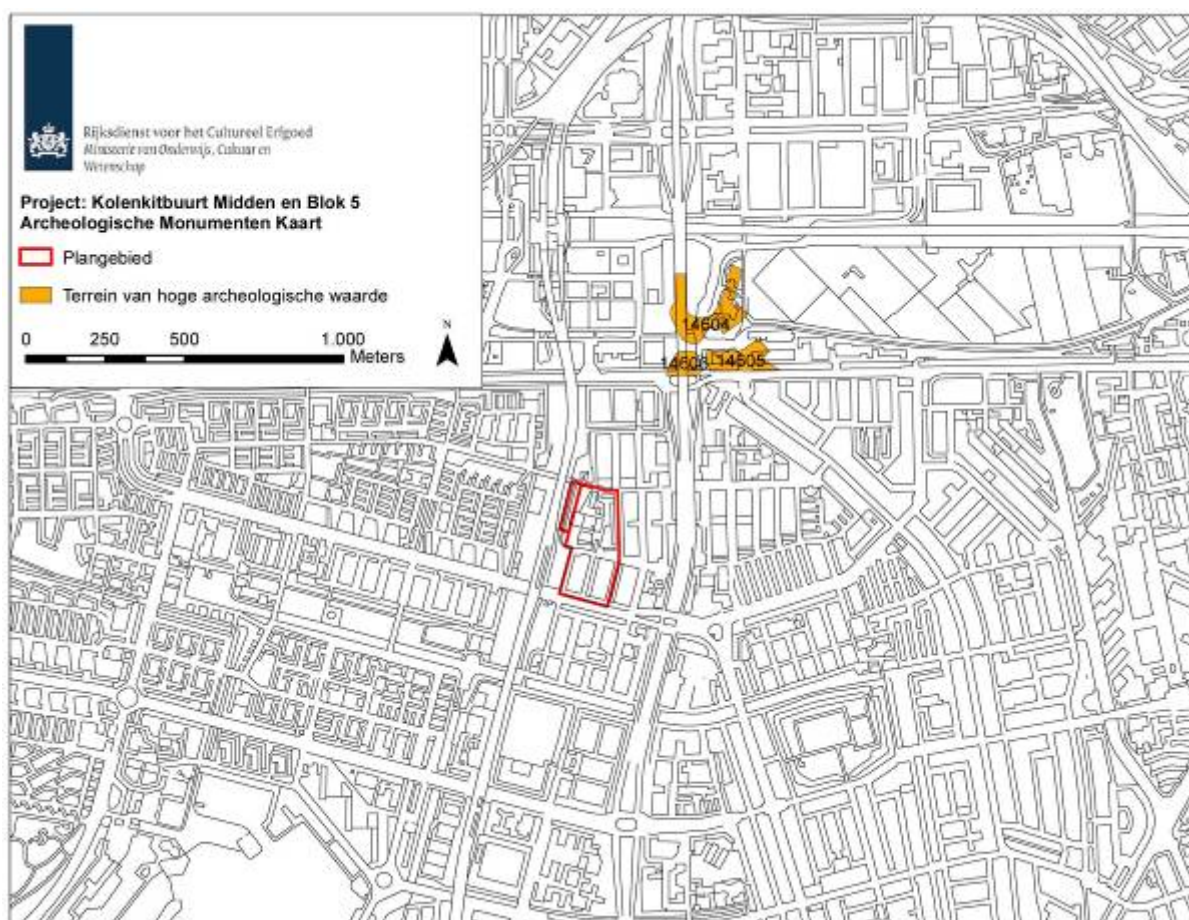 Rijksdienst voor het Cultureel Erfgoed
Ministerie van Onderwijs, Cultuur en
Wetenschap
Project: Kolenkitbuurt Midden en Blok 5
Archeologische Monumenten Kaart
Plangebied
Terrein van hoge archeologische waarde
0 250 500 1.000
Meters
N
14604
14606 14605